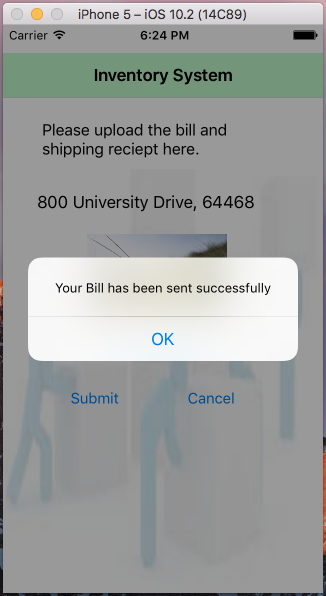 iPhone 5 – iOS 10.2 (14C89)
Carrier 6:24 PM
Inventory System
Please upload the bill and
shipping reciept here.
800 University Drive, 64468
Your Bill has been sent successfully
OK
Submit Cancel